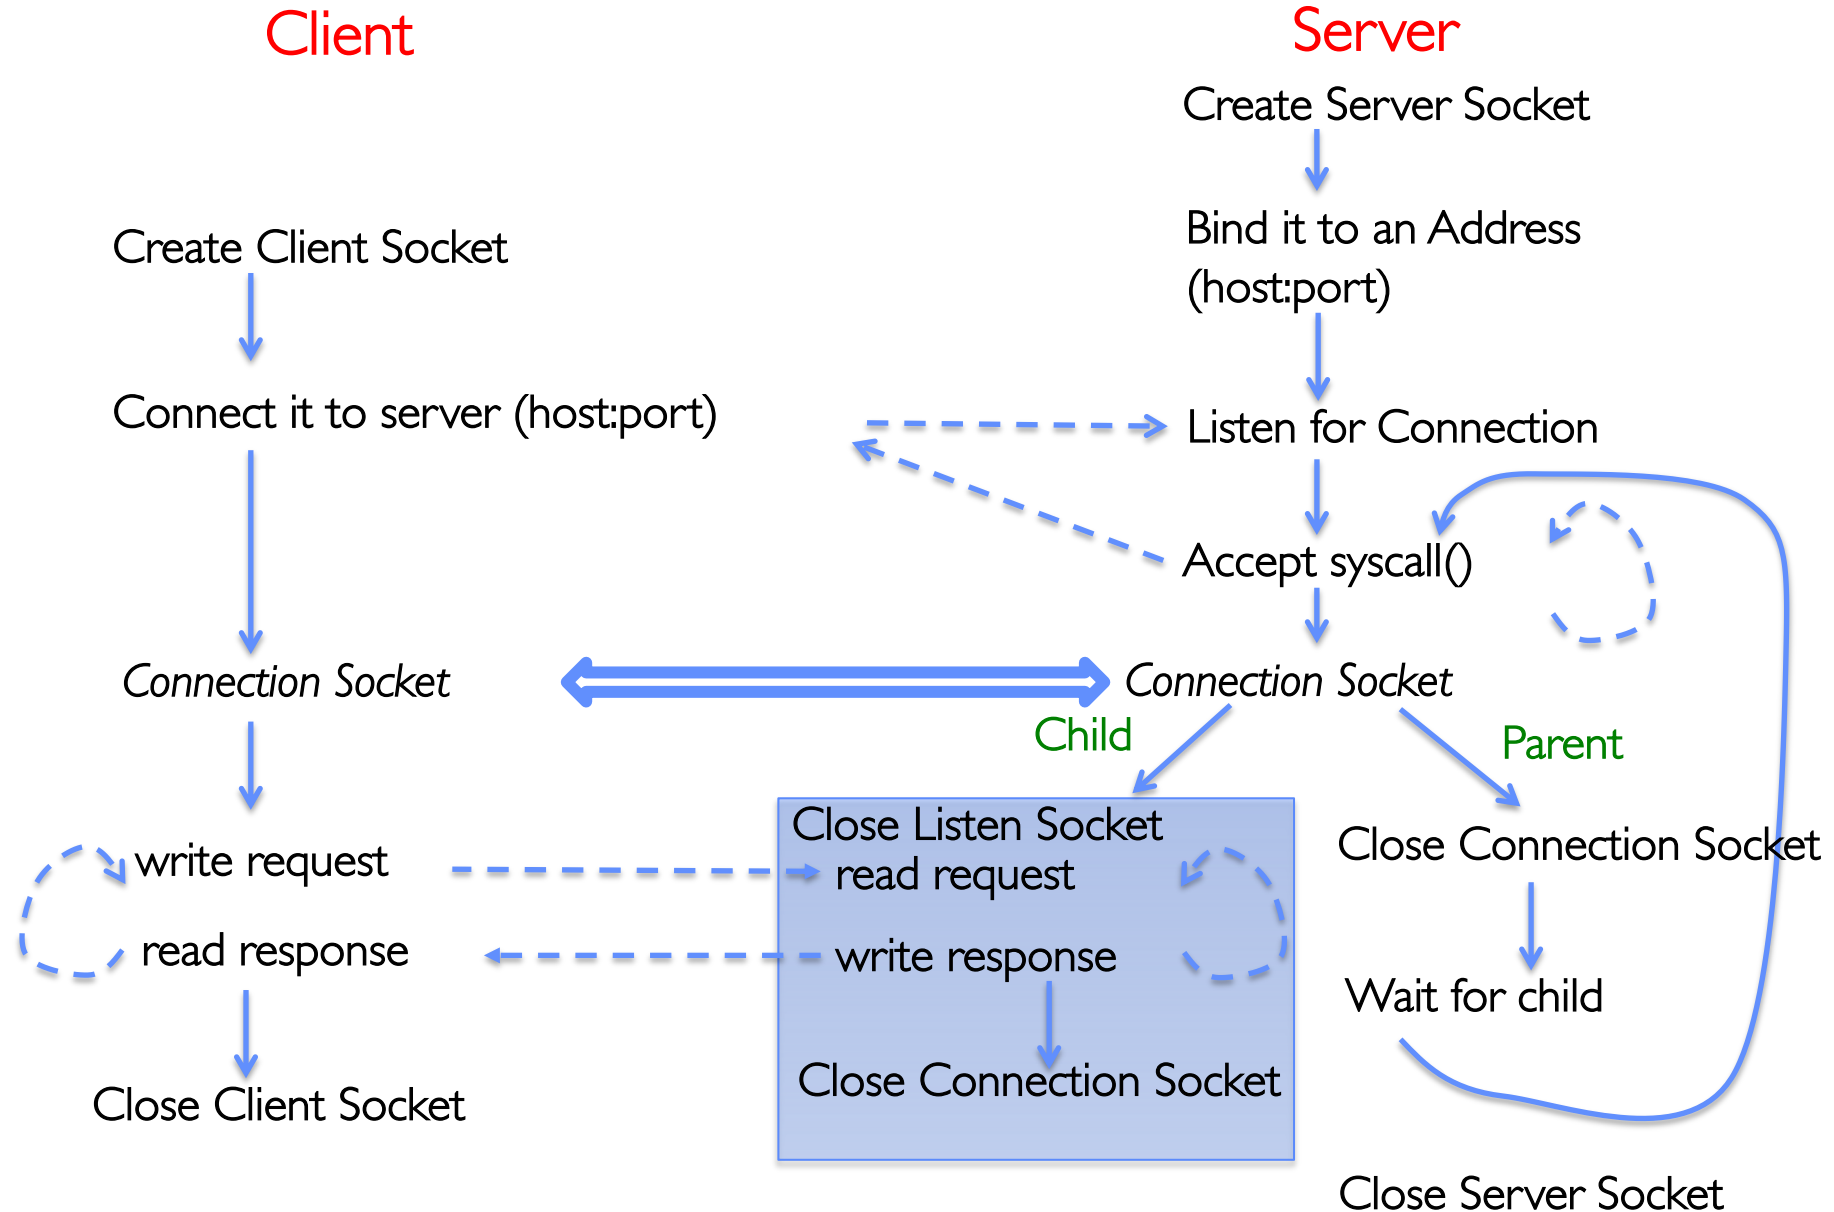 Client
Server
Create Server Socket
Bind it to an Address
(host:port)
Create Client Socket
Connect it to server (host:port)
Listen for Connection
Accept syscall()
Connection Socket
Connection Socket
Child
Parent
Close Listen Socket
read request
write response
Close Connection Socket
Close Connection Socket
Wait for child
write request
read response
Close Client Socket
Close Server Socket